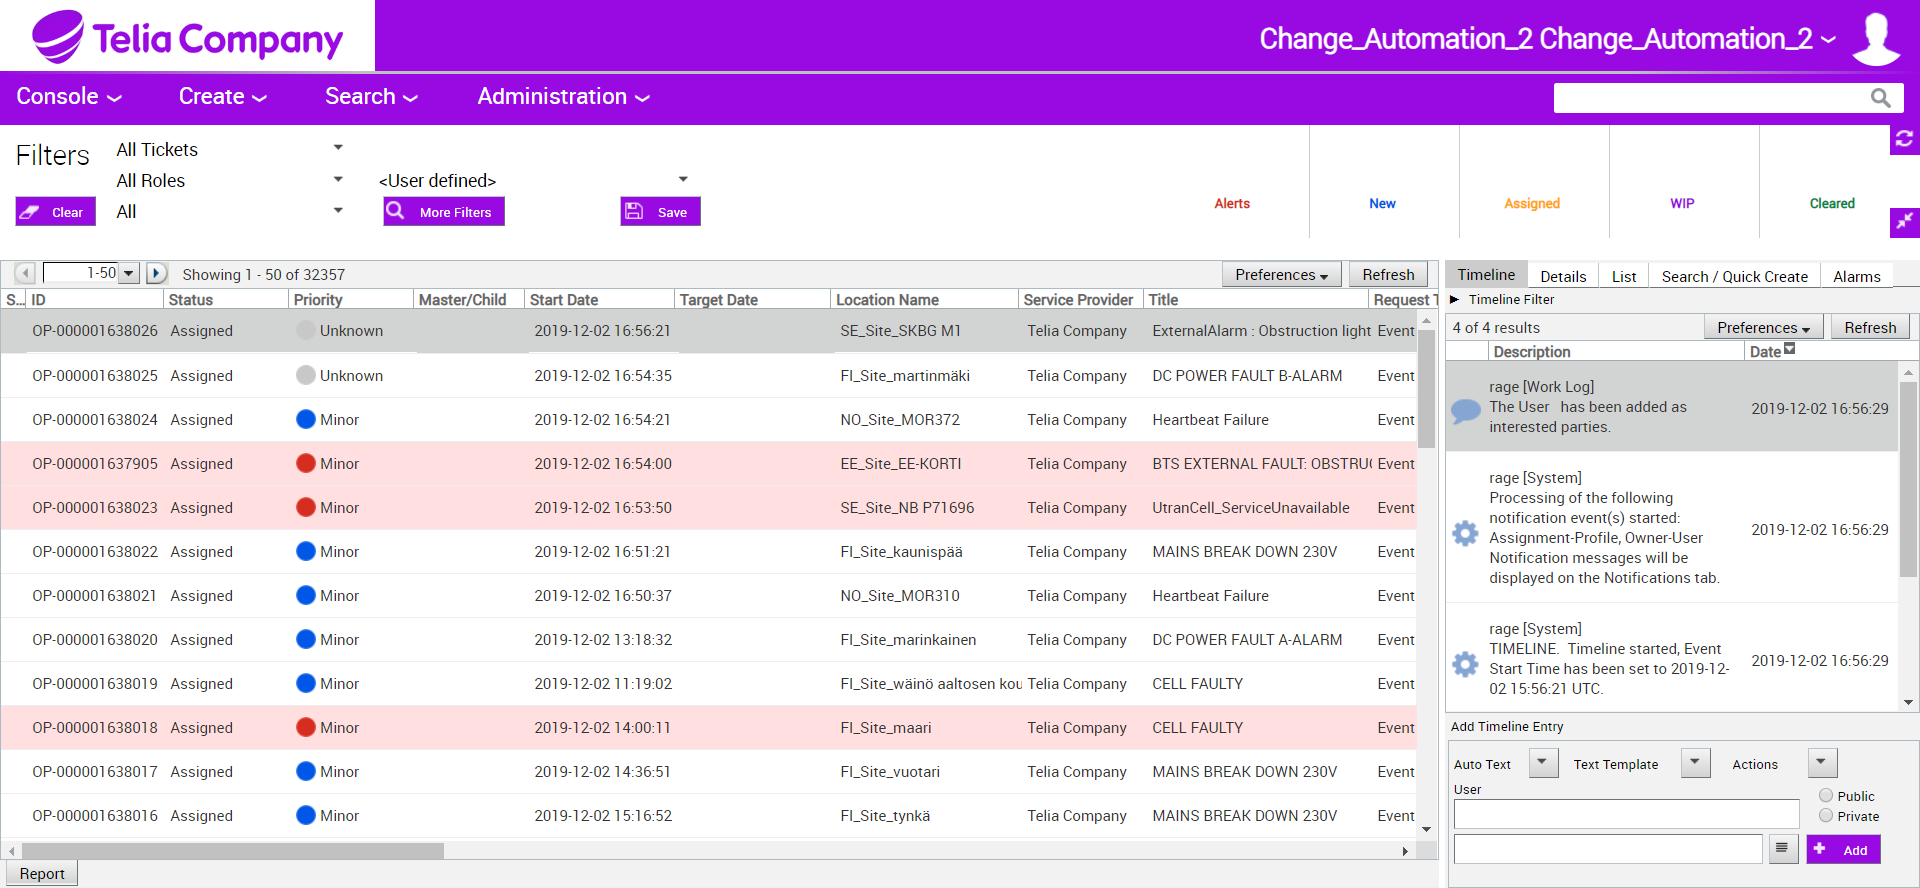 Telia Company
Change_Automation_2 Change_Automation_2
Console
Create
Search
Administration
Filters
All Tickets
All Roles
<User defined>
Clear
All
More Filters
Save
Alerts
New
Assigned
WIP
Cleared
1-50
Showing 1 - 50 of 32357
Preferences
Refresh
S... ID Status Priority Master/Child Start Date Target Date Location Name Service Provider Title Request T
OP-000001638026 Assigned Unknown 2019-12-02 16:56:21 SE_Site_SKBG M1 Telia Company ExternalAlarm : Obstruction light Event
OP-000001638025 Assigned Unknown 2019-12-02 16:54:35 FI_Site_martinmäki Telia Company DC POWER FAULT B-ALARM Event
OP-000001638024 Assigned Minor 2019-12-02 16:54:21 NO_Site_MOR372 Telia Company Heartbeat Failure Event
OP-000001637905 Assigned Minor 2019-12-02 16:54:00 EE_Site_EE-KORTI Telia Company BTS EXTERNAL FAULT: OBSTRUC Event
OP-000001638023 Assigned Minor 2019-12-02 16:53:50 SE_Site_NB P71696 Telia Company UtranCell_ServiceUnavailable Event
OP-000001638022 Assigned Minor 2019-12-02 16:51:21 FI_Site_kaunispää Telia Company MAINS BREAK DOWN 230V Event
OP-000001638021 Assigned Minor 2019-12-02 16:50:37 NO_Site_MOR310 Telia Company Heartbeat Failure Event
OP-000001638020 Assigned Minor 2019-12-02 13:18:32 FI_Site_marinkainen Telia Company DC POWER FAULT A-ALARM Event
OP-000001638019 Assigned Minor 2019-12-02 11:19:02 FI_Site_wäinö aaltosen kou Telia Company CELL FAULTY Event
OP-000001638018 Assigned Minor 2019-12-02 14:00:11 FI_Site_maari Telia Company CELL FAULTY Event
OP-000001638017 Assigned Minor 2019-12-02 14:36:51 FI_Site_vuotari Telia Company MAINS BREAK DOWN 230V Event
OP-000001638016 Assigned Minor 2019-12-02 15:16:52 FI_Site_tynkä Telia Company MAINS BREAK DOWN 230V Event
Report
Timeline Details List Search / Quick Create Alarms
Timeline Filter
4 of 4 results
Preferences
Refresh
Description Date
rage [Work Log]
The User has been added as
interested parties.
2019-12-02 16:56:29
rage [System]
Processing of the following
notification event(s) started:
Assignment-Profile, Owner-User
Notification messages will be
displayed on the Notifications tab.
2019-12-02 16:56:29
rage [System]
TIMELINE. Timeline started, Event
Start Time has been set to 2019-12-
02 15:56:21 UTC.
2019-12-02 16:56:29
Add Timeline Entry
Auto Text
Text Template
Actions
User
Public
Private
Add